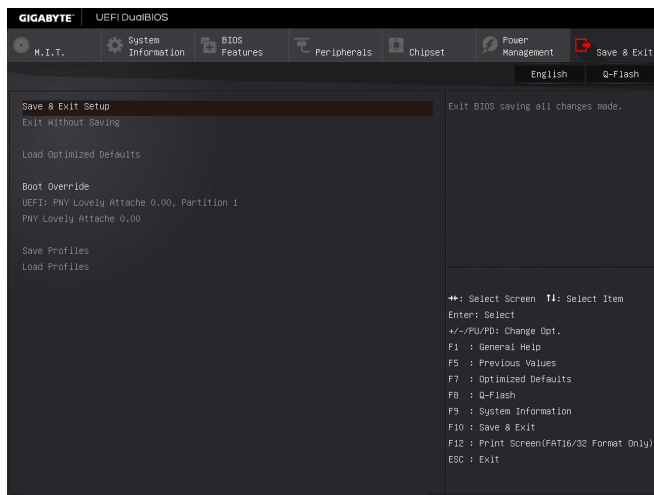 GIGABYTE™ UEFI DualBIOS
M.I.T. System Information BIOS Features Peripherals Chipset Power Management Save & Exit
English Q-Flash
Save & Exit Setup
Exit Without Saving
Load Optimized Defaults
Boot Override
UEFI: PNY Lovely Attache 0.00, Partition 1
PNY Lovely Attache 0.00
Save Profiles
Load Profiles
Exit BIOS saving all changes made.
→←: Select Screen ↑↓: Select Item
Enter: Select
+/-/PU/PD: Change Opt.
F1 : General Help
F5 : Previous Values
F7 : Optimized Defaults
F8 : Q-Flash
F9 : System Information
F10 : Save & Exit
F12 : Print Screen(FAT16/32 Format Only)
ESC : Exit